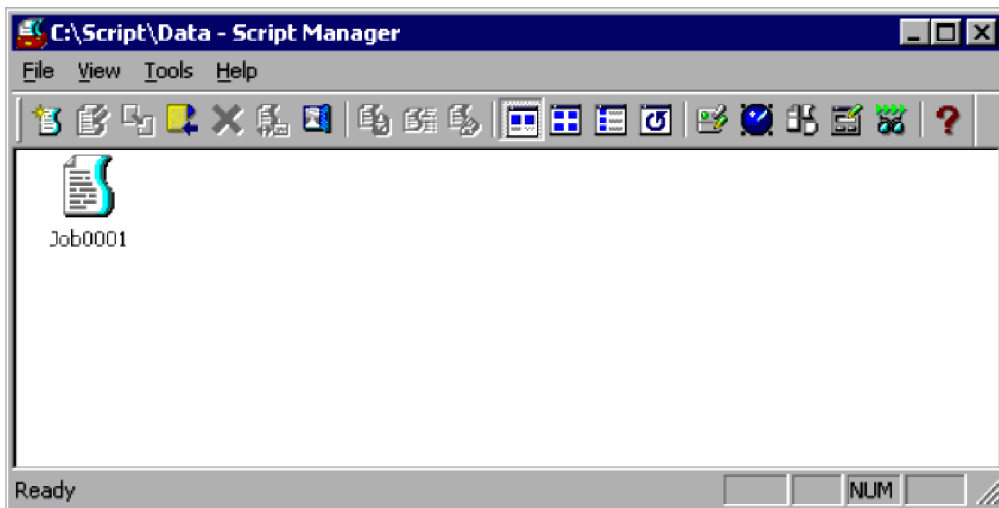 C:\Script\Data - Script Manager
File View Tools Help
Job0001
Ready
NUM